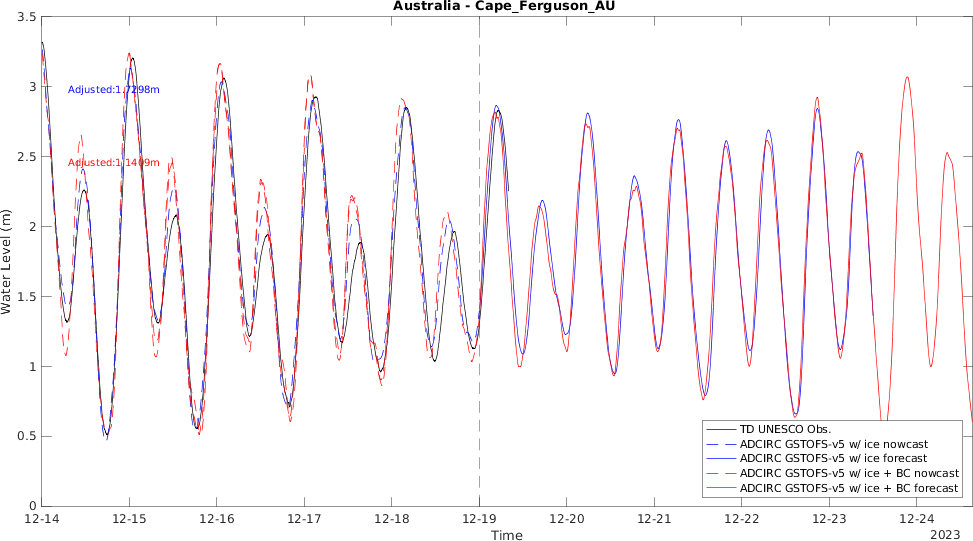 Australia - Cape_Ferguson_AU
3.5
3
2.5
2
1.5
1
0.5
0
Water Level (m)
Adjusted:1.7298m
Adjusted:1.1409m
TD UNESCO Obs.
ADCIRC GSTOFS-v5 w/ ice nowcast
ADCIRC GSTOFS-v5 w/ ice forecast
ADCIRC GSTOFS-v5 w/ ice + BC nowcast
ADCIRC GSTOFS-v5 w/ ice + BC forecast
12-14 12-15 12-16 12-17 12-18 12-19 12-20 12-21 12-22 12-23 12-24
Time
2023